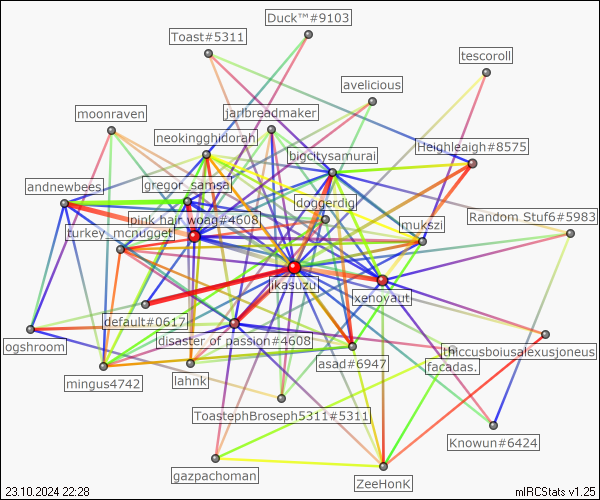 Duck™#9103
Toast#5311
tescoroll
avelicious
moonraven
jarlbreadmaker
neokingghidorah
Heighleaigh#8575
bigcitysamurai
andnewbees
gregor_samsa
doggerdig
pink hair woag#4608
Random Stuf6#5983
mukszi
turkey_mcnugget
ikasuzu
xenoyaut
default#0617
disaster of passion#4608
ogshroom
thiccusboiusalexusjoneus
asad#6947
facadas.
mingus4742
lahnk
ToastephBroseph5311#5311
Knowun#6424
gazpachoman
ZeeHonK
23.10.2024 22:28
mIRCStats v1.25